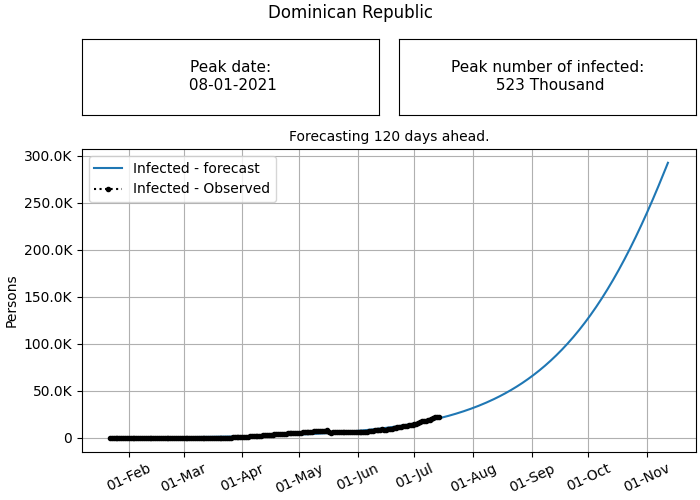 Dominican Republic
Peak date:
08-01-2021
Peak number of infected:
523 Thousand
Forecasting 120 days ahead.
Infected - forecast
Infected - Observed
Persons
300.0K
250.0K
200.0K
150.0K
100.0K
50.0K
0
01-Feb
01-Mar
01-Apr
01-May
01-Jun
01-Jul
01-Aug
01-Sep
01-Oct
01-Nov